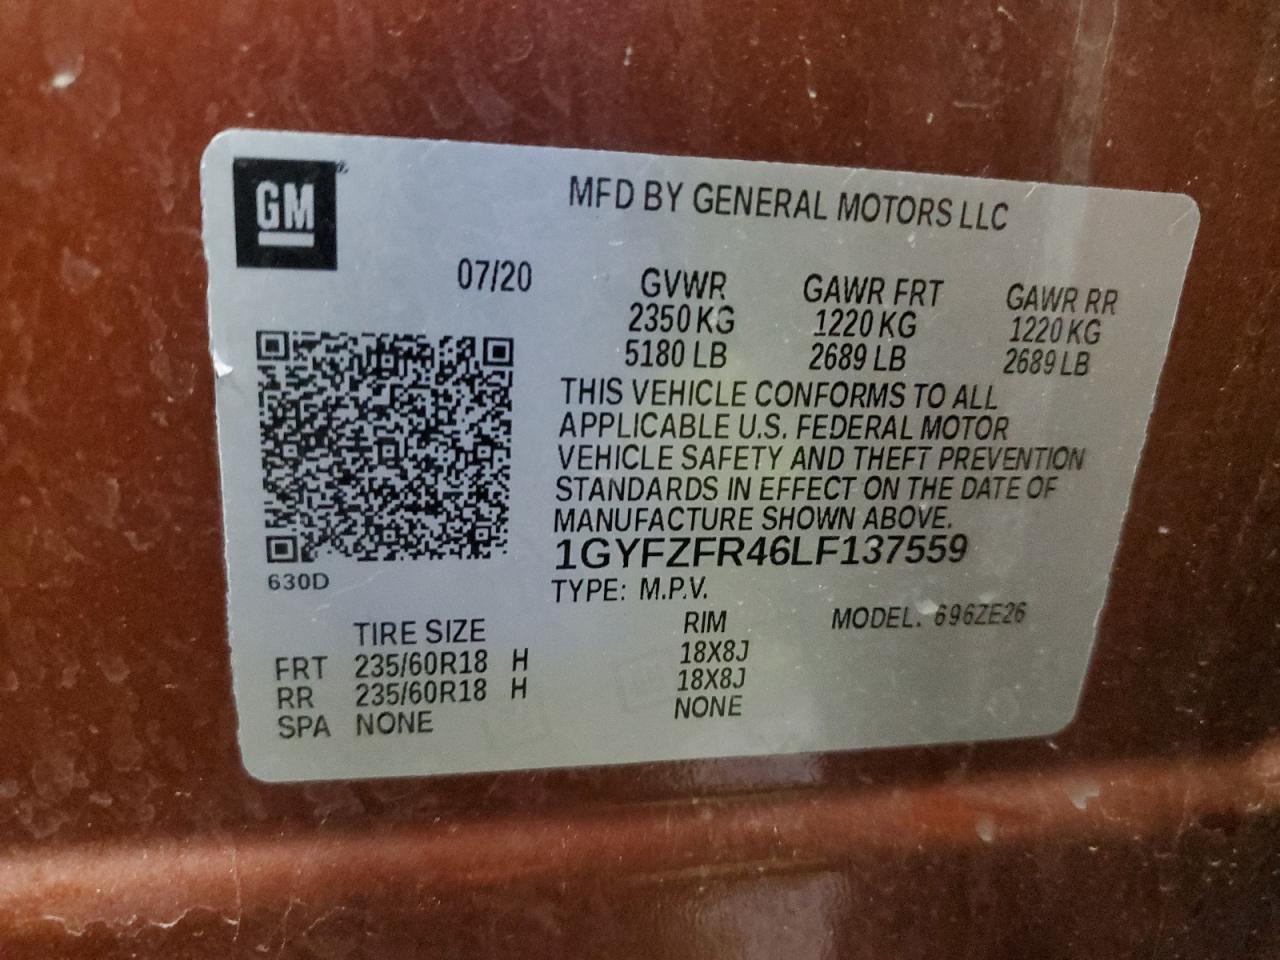 GM
MFD BY GENERAL MOTORS LLC
07/20
GVWR GAWR FRT GAWR RR
2350 KG 1220 KG 1220 KG
5180 LB 2689 LB 2689 LB
THIS VEHICLE CONFORMS TO ALL
APPLICABLE U.S. FEDERAL MOTOR
VEHICLE SAFETY AND THEFT PREVENTION
STANDARDS IN EFFECT ON THE DATE OF
MANUFACTURE SHOWN ABOVE.
1GYFZFR46LF137559
630D
TYPE: M.P.V.
MODEL. 696ZE26
TIRE SIZE RIM
FRT 235/60R18 H 18X8J
RR 235/60R18 H 18X8J
SPA NONE NONE